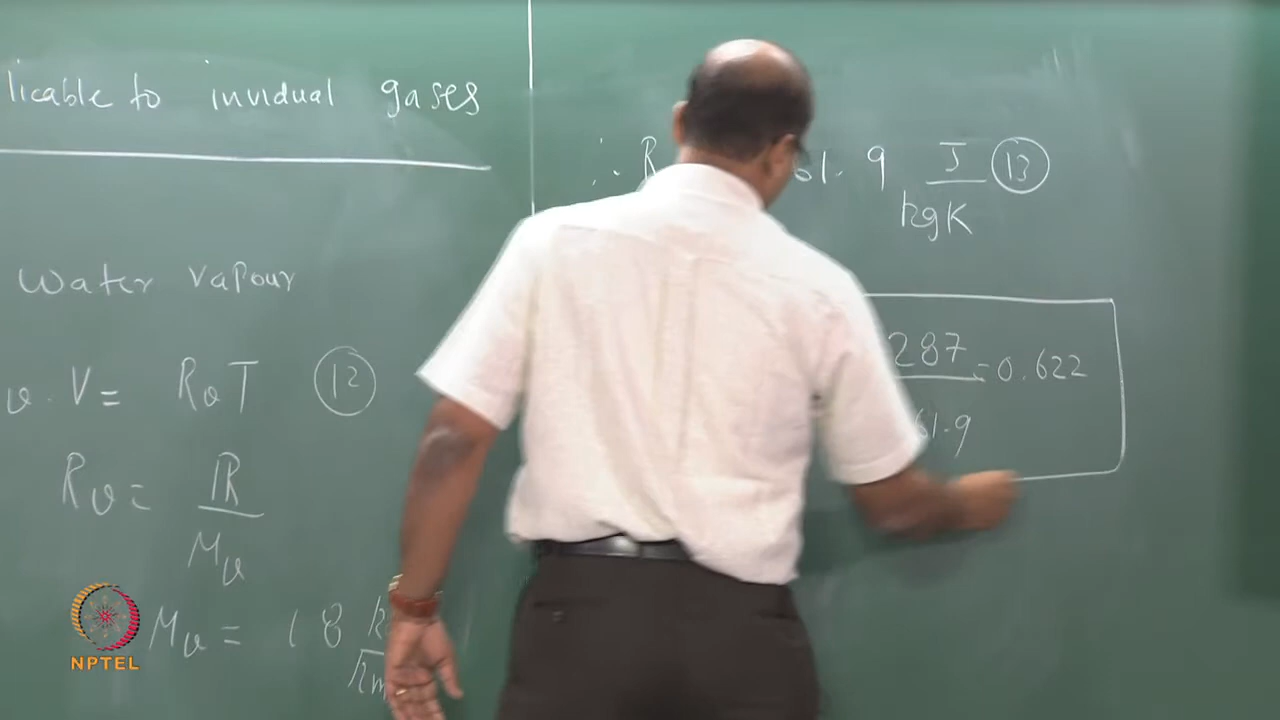 licable to invidual gases
Water vapour
V = RvT 12
Rv = R
Mv
Mv = 18
∴ R 9 J 13
kgK
287 = 0.622
61.9
NPTEL